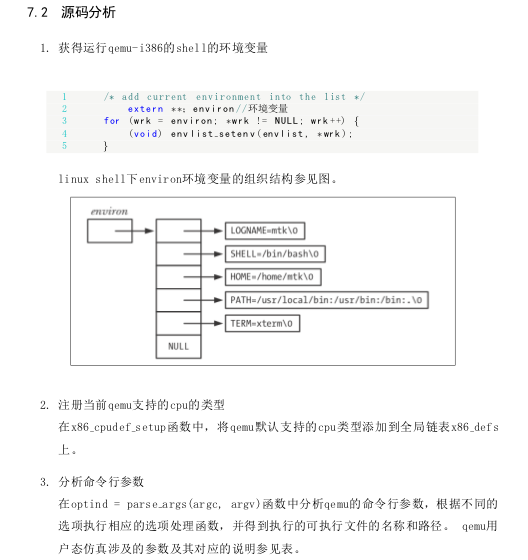 7.2 源码分析
1. 获得运行qemu-i386的shell的环境变量
1 /* add current environment into the list */
2 extern **; environ//环境变量
3 for (wrk = environ; *wrk != NULL; wrk++) {
4 (void) envlist_setenv(envlist, *wrk);
5 }
linux shell下environ环境变量的组织结构参见图。
environ
LOGNAME=mtk\0
SHELL=/bin/bash\0
HOME=/home/mtk\0
PATH=/usr/local/bin:/usr/bin:/bin:.\0
TERM=xterm\0
NULL
2. 注册当前qemu支持的cpu的类型
在x86_cpudef_setup函数中，将qemu默认支持的cpu类型添加到全局链表x86_defs
上。
3. 分析命令行参数
在optind = parse_args(argc, argv)函数中分析qemu的命令行参数，根据不同的
选项执行相应的选项处理函数，并得到执行的可执行文件的名称和路径。 qemu用
户态仿真涉及的参数及其对应的说明参见表。